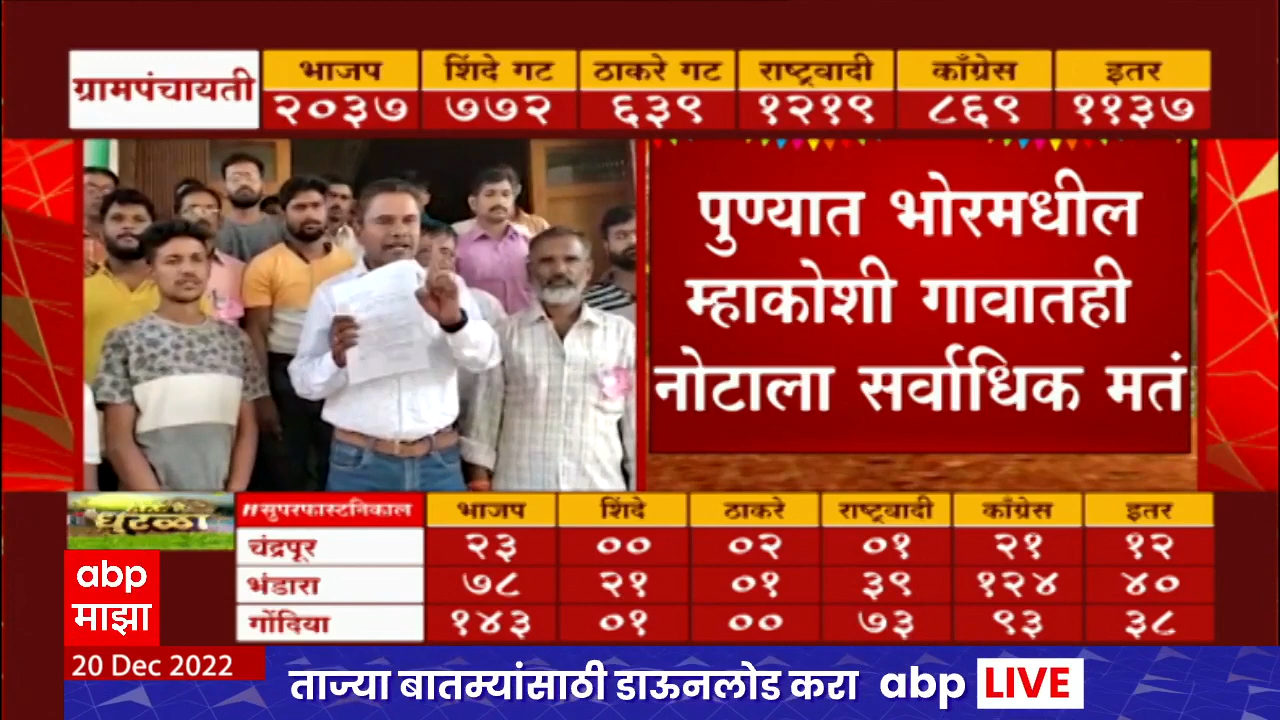 ग्रामपंचायती
भाजप शिंदे गट ठाकरे गट राष्ट्रवादी काँग्रेस इतर
२०३७ ७७२ ६३९ १२१९ ८६९ ११३७
पुण्यात भोरमधील
म्हाकोशी गावातही
नोटाला सर्वाधिक मतं
धुरळा
#सुपरफास्टनिकाल भाजप शिंदे ठाकरे राष्ट्रवादी काँग्रेस इतर
चंद्रपूर २३ ०० ०२ ०१ २१ १२
भंडारा ७८ २१ ०१ ३९ १२४ ४०
गोंदिया १४३ ०१ ०० ७३ ९३ ३८
abp
माझा
20 Dec 2022
ताज्या बातम्यांसाठी डाऊनलोड करा abp LIVE